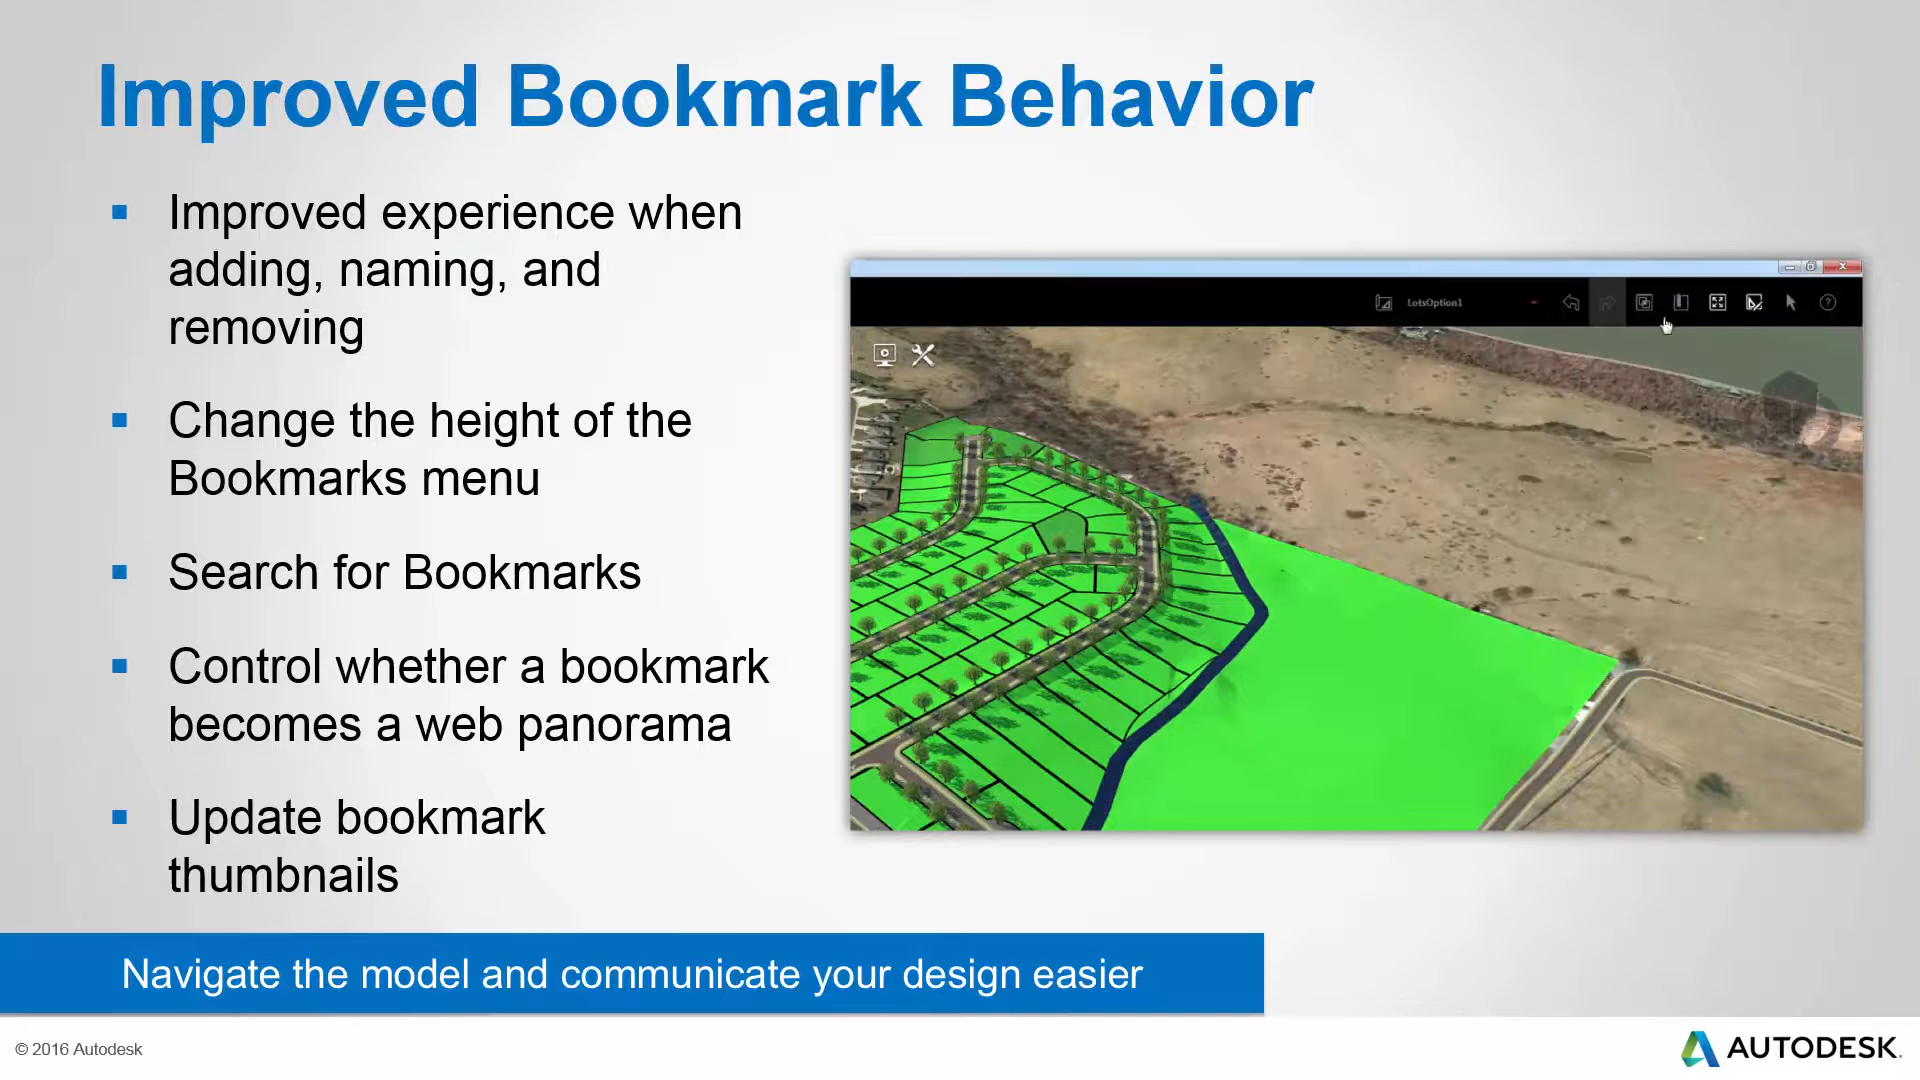 Improved Bookmark Behavior
Improved experience when
adding, naming, and
removing
Change the height of the
Bookmarks menu
Search for Bookmarks
Control whether a bookmark
becomes a web panorama
Update bookmark
thumbnails
LotsOption1
Navigate the model and communicate your design easier
© 2016 Autodesk
AUTODESK.